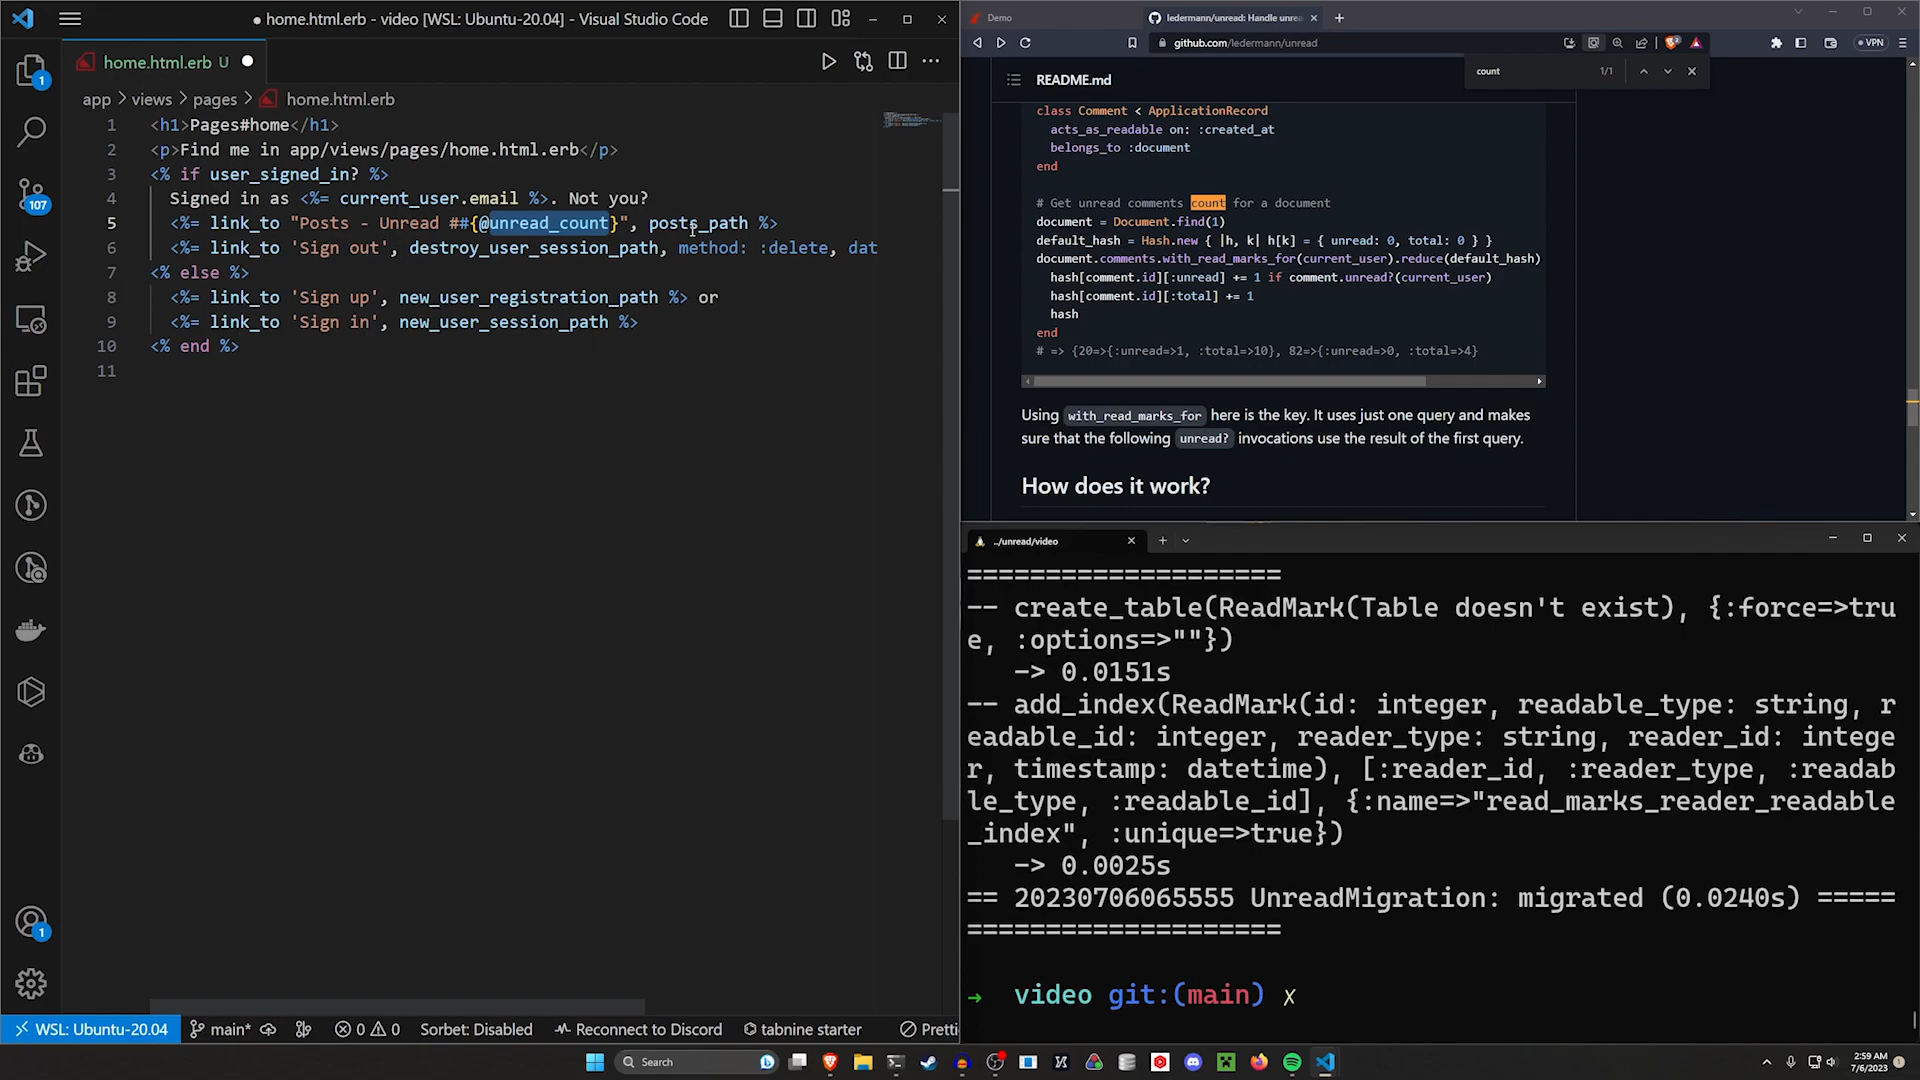 home.html.erb - video [WSL: Ubuntu-20.04] - Visual Studio Code
home.html.erb U
app > views > pages > home.html.erb
1 <h1>Pages#home</h1>
2 <p>Find me in app/views/pages/home.html.erb</p>
3 <% if user_signed_in? %>
4 Signed in as <%= current_user.email %>. Not you?
5 <%= link_to "Posts - Unread ##{@unread_count}", posts_path %>
6 <%= link_to 'Sign out', destroy_user_session_path, method: :delete, dat
7 <% else %>
8 <%= link_to 'Sign up', new_user_registration_path %> or
9 <%= link_to 'Sign in', new_user_session_path %>
10 <% end %>
11
1
107
1
WSL: Ubuntu-20.04 main* 0 0 Sorbet: Disabled Reconnect to Discord tabnine starter Pretti
Demo
ledermann/unread: Handle unrea
github.com/ledermann/unread
VPN
count 1/1
README.md
class Comment < ApplicationRecord
acts_as_readable on: :created_at
belongs_to :document
end
# Get unread comments count for a document
document = Document.find(1)
default_hash = Hash.new { |h, k| h[k] = { unread: 0, total: 0 } }
document.comments.with_read_marks_for(current_user).reduce(default_hash)
hash[comment.id][:unread] += 1 if comment.unread?(current_user)
hash[comment.id][:total] += 1
hash
end
# => {20=>{:unread=>1, :total=>10}, 82=>{:unread=>0, :total=>4}
Using with_read_marks_for here is the key. It uses just one query and makes
sure that the following unread? invocations use the result of the first query.
How does it work?
../unread/video
====================
-- create_table(ReadMark(Table doesn't exist), {:force=>tru
e, :options=>""})
-> 0.0151s
-- add_index(ReadMark(id: integer, readable_type: string, r
eadable_id: integer, reader_type: string, reader_id: intege
r, timestamp: datetime), [:reader_id, :reader_type, :readab
le_type, :readable_id], {:name=>"read_marks_reader_readable
_index", :unique=>true})
-> 0.0025s
== 20230706065555 UnreadMigration: migrated (0.0240s) =====
====================
➜ video git:(main) ✗
Search
2:59 AM
7/6/2023